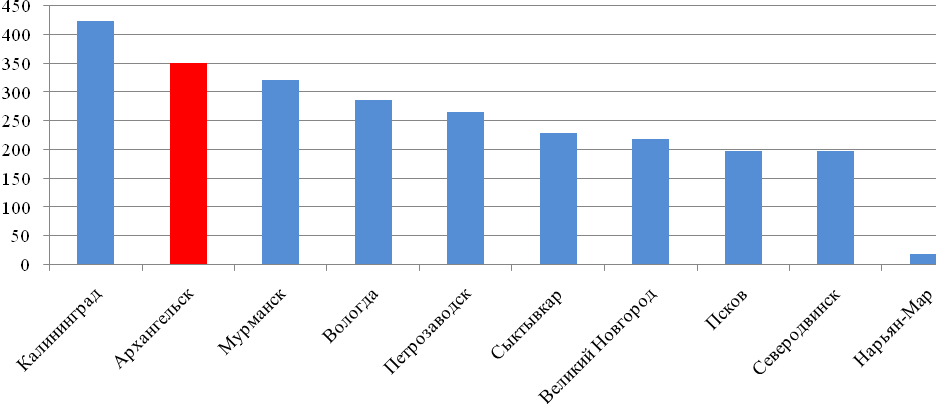 450
400
350
300
250
200
150
100
50
0
Калининград
Архангельск
Мурманск
Вологда
Петрозаводск
Сыктывкар
Великий Новгород
Псков
Северодвинск
Нарьян-Мар